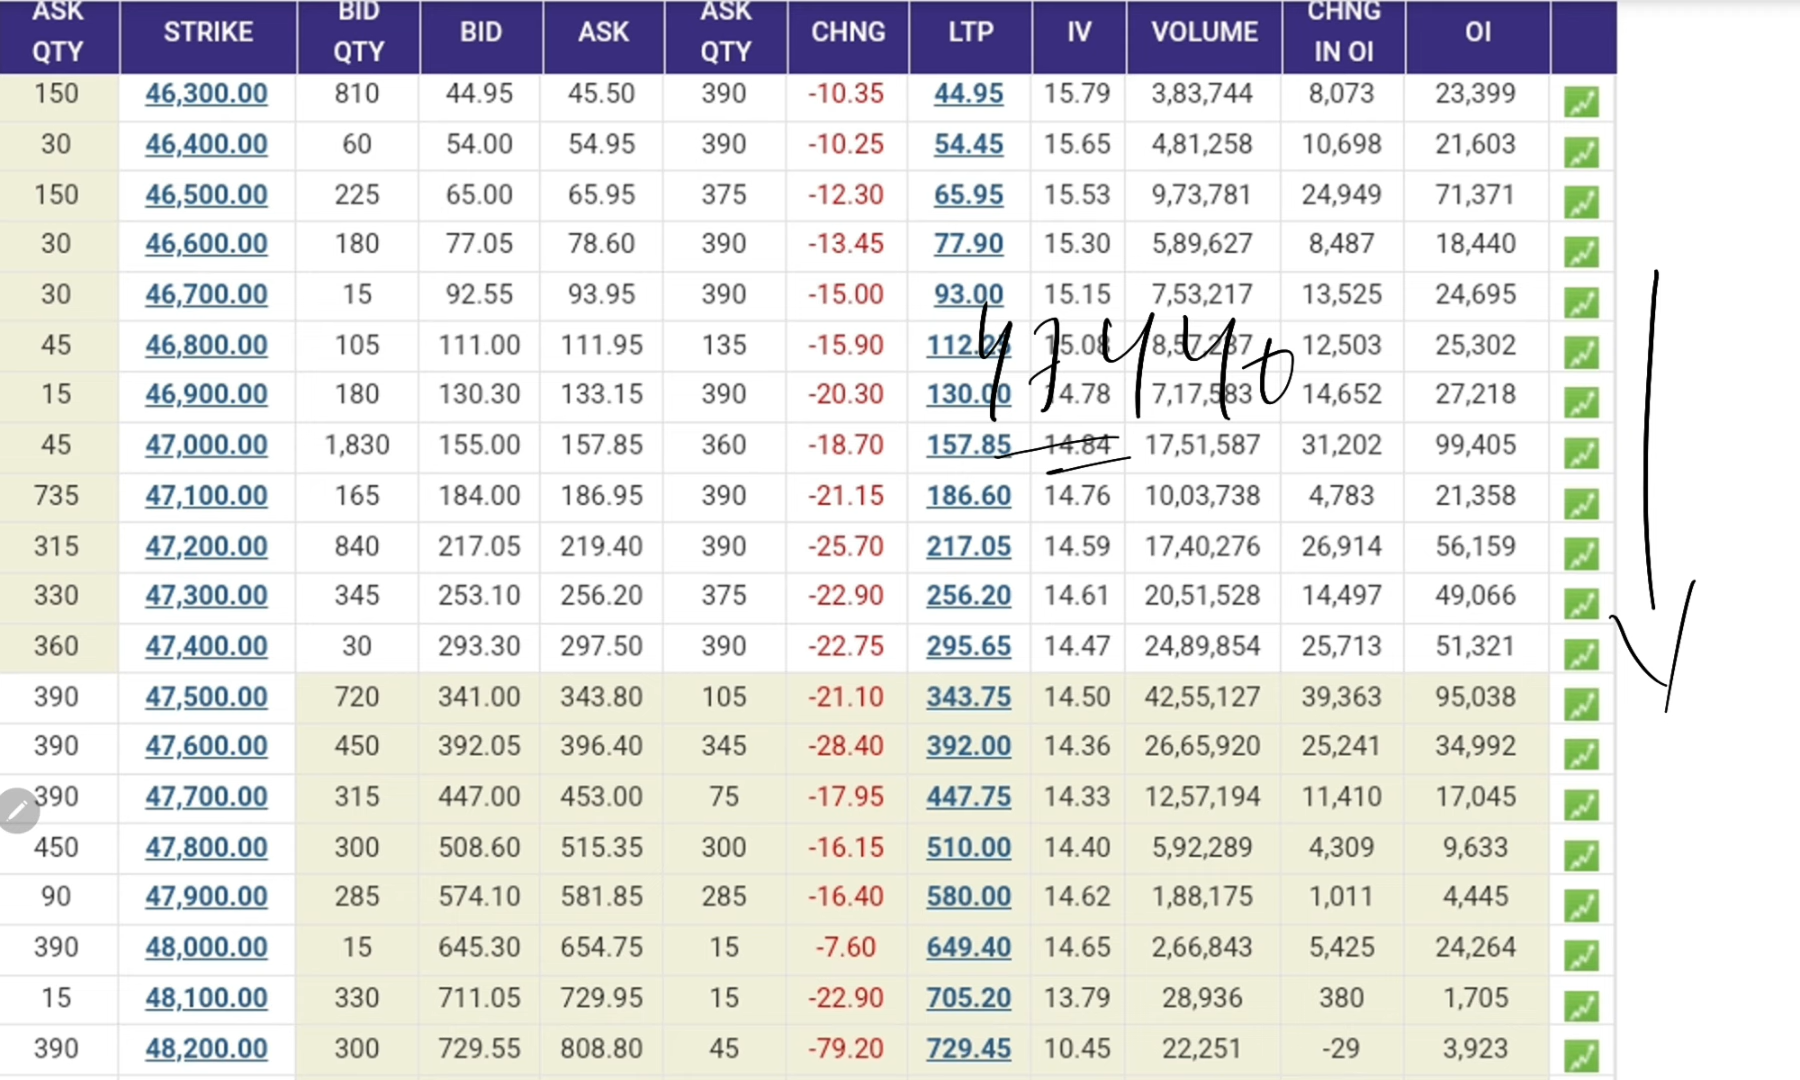 ASK QTY STRIKE BID QTY BID ASK ASK QTY CHNG LTP IV VOLUME CHNG IN OI OI
150 46,300.00 810 44.95 45.50 390 -10.35 44.95 15.79 3,83,744 8,073 23,399
30 46,400.00 60 54.00 54.95 390 -10.25 54.45 15.65 4,81,258 10,698 21,603
150 46,500.00 225 65.00 65.95 375 -12.30 65.95 15.53 9,73,781 24,949 71,371
30 46,600.00 180 77.05 78.60 390 -13.45 77.90 15.30 5,89,627 8,487 18,440
30 46,700.00 15 92.55 93.95 390 -15.00 93.00 15.15 7,53,217 13,525 24,695
45 46,800.00 105 111.00 111.95 135 -15.90 15.08 12,503 25,302
47440
15 46,900.00 180 130.30 133.15 390 -20.30 130.00 14.78 7,17,583 14,652 27,218
45 47,000.00 1,830 155.00 157.85 360 -18.70 157.85 14.84 17,51,587 31,202 99,405
735 47,100.00 165 184.00 186.95 390 -21.15 186.60 14.76 10,03,738 4,783 21,358
315 47,200.00 840 217.05 219.40 390 -25.70 217.05 14.59 17,40,276 26,914 56,159
330 47,300.00 345 253.10 256.20 375 -22.90 256.20 14.61 20,51,528 14,497 49,066
360 47,400.00 30 293.30 297.50 390 -22.75 295.65 14.47 24,89,854 25,713 51,321
390 47,500.00 720 341.00 343.80 105 -21.10 343.75 14.50 42,55,127 39,363 95,038
390 47,600.00 450 392.05 396.40 345 -28.40 392.00 14.36 26,65,920 25,241 34,992
390 47,700.00 315 447.00 453.00 75 -17.95 447.75 14.33 12,57,194 11,410 17,045
450 47,800.00 300 508.60 515.35 300 -16.15 510.00 14.40 5,92,289 4,309 9,633
90 47,900.00 285 574.10 581.85 285 -16.40 580.00 14.62 1,88,175 1,011 4,445
390 48,000.00 15 645.30 654.75 15 -7.60 649.40 14.65 2,66,843 5,425 24,264
15 48,100.00 330 711.05 729.95 15 -22.90 705.20 13.79 28,936 380 1,705
390 48,200.00 300 729.55 808.80 45 -79.20 729.45 10.45 22,251 -29 3,923